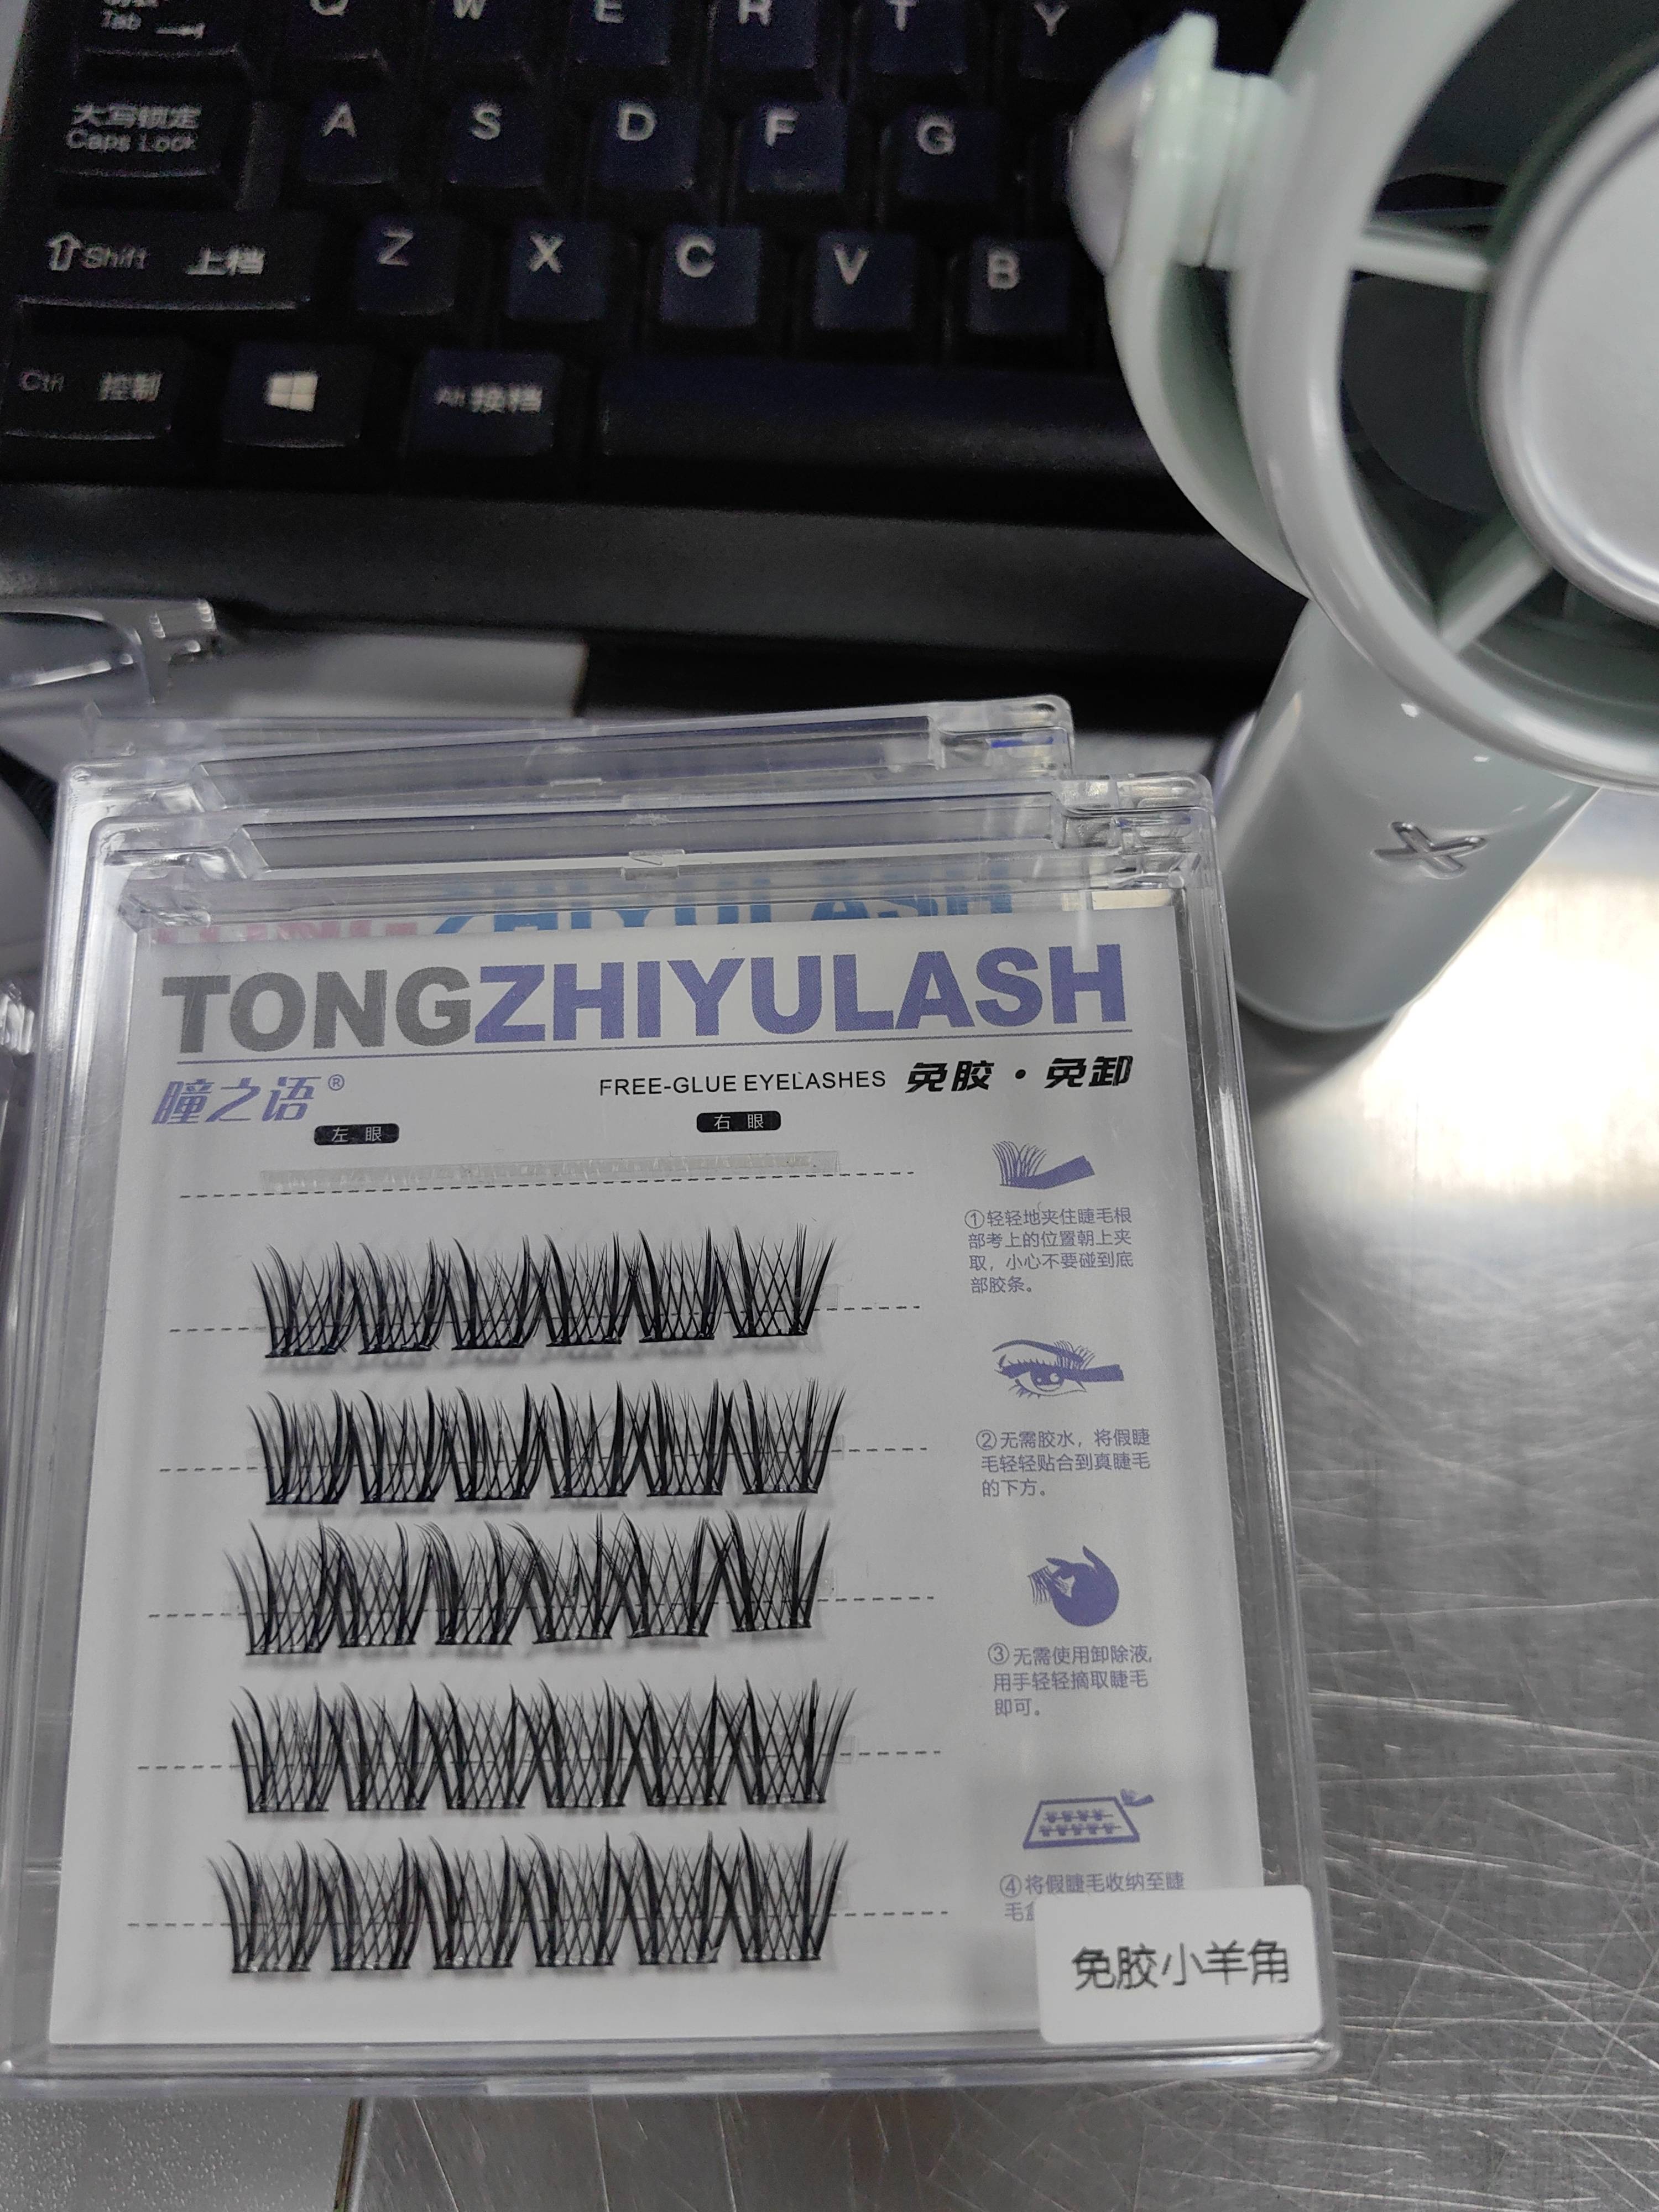 Tab
Q W E R T Y
大写锁定
Caps Lock
A S D F G
Shift 上档
Z X C V B
Ctrl 控制
Alt 换档
ZHIYULASH
TONGZHIYULASH
瞳之语®
FREE-GLUE EYELASHES 免胶·免卸
左 眼
右 眼
①轻轻地夹住睫毛根
部考上的位置朝上夹
取，小心不要碰到底
部胶条。
②无需胶水，将假睫
毛轻轻贴合到真睫毛
的下方。
③无需使用卸除液,
用手轻轻摘取睫毛
即可。
④将假睫毛收纳至睫
毛
免胶小羊角